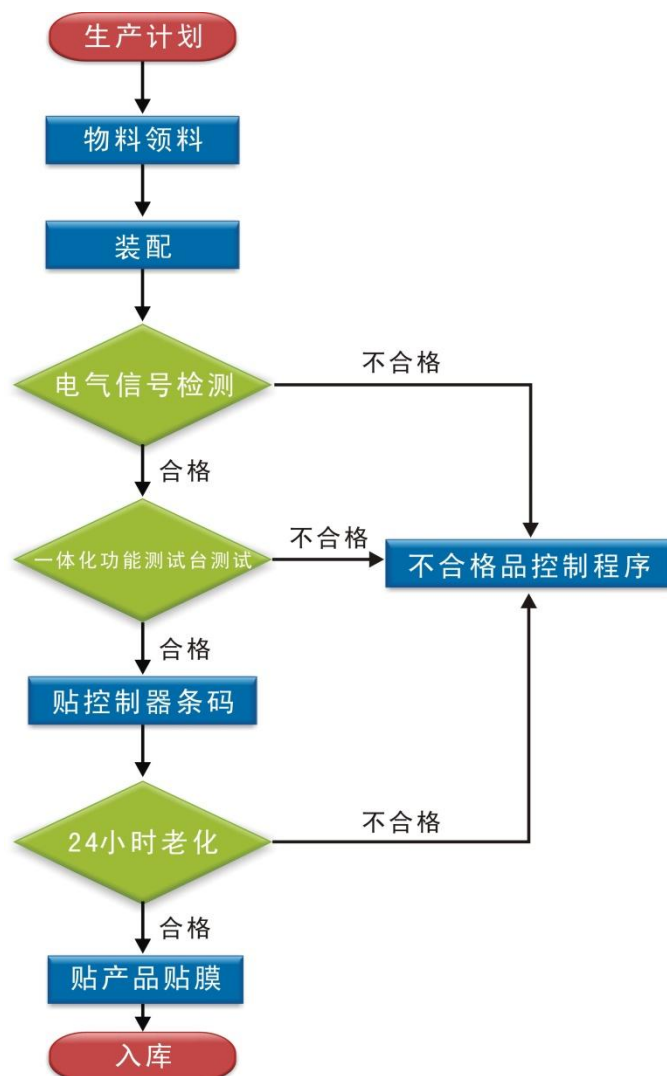 生产计划
物料领料
装配
电气信号检测
不合格
合格
一体化功能测试台测试
不合格
不合格品控制程序
合格
贴控制器条码
24小时老化
不合格
合格
贴产品贴膜
入库